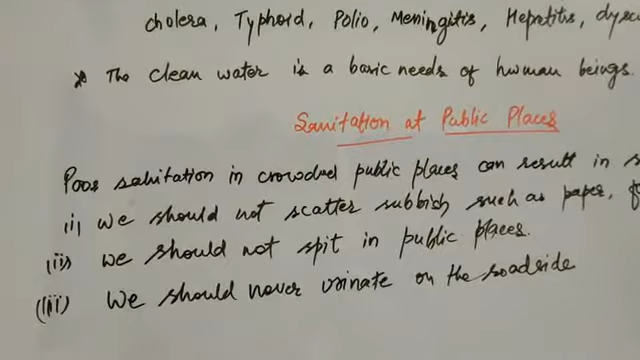 cholera, Typhoid, Polio, Meningitis, Hepatitis,
* The clean water is a basic needs of human beings.
Sanitation at Public Places
Poor sanitation in crowded public places can result in
(i) We should not scatter rubbish such as paper,
(ii) We should not spit in public places.
(iii) We should never urinate on the roadside